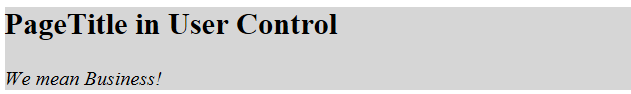 PageTitle in User Control
We mean Business!